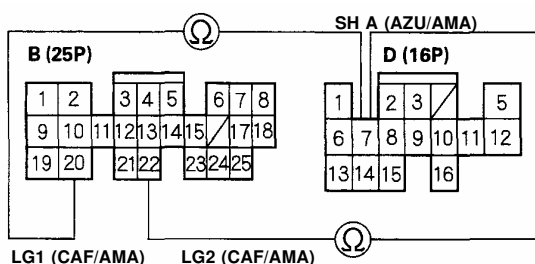 Ω
SH A (AZU/AMA)
B (25P)
D (16P)
1 2 3 4 5 6 7 8
9 10 11 12 13 14 15 17 18
19 20 21 22 23 24 25
1 2 3 5
6 7 8 9 10 11 12
13 14 15 16
Ω
LG1 (CAF/AMA)
LG2 (CAF/AMA)